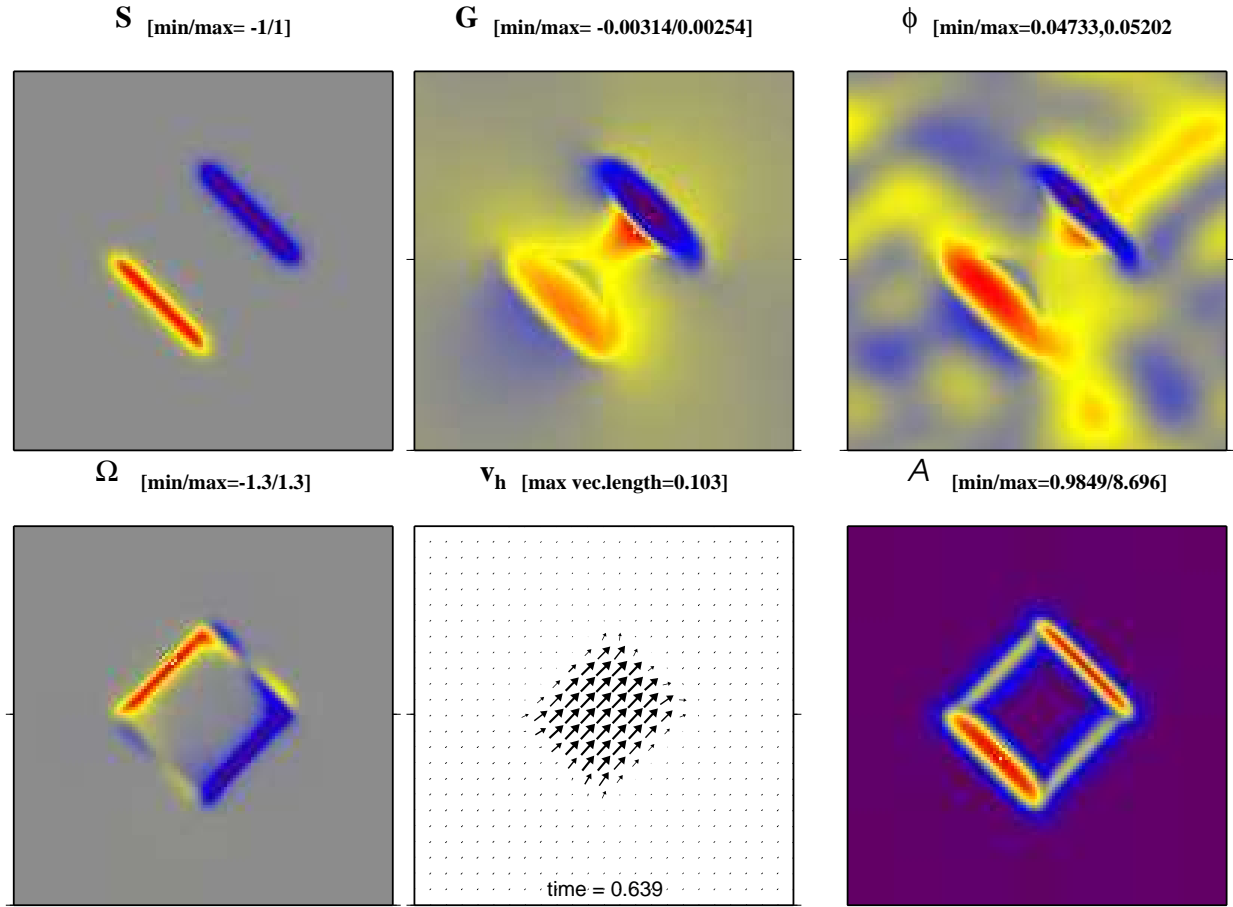 S [min/max= -1/1]
G [min/max= -0.00314/0.00254]
ϕ [min/max=0.04733,0.05202
Ω [min/max=-1.3/1.3]
v_h [max vec.length=0.103]
A [min/max=0.9849/8.696]
time = 0.639